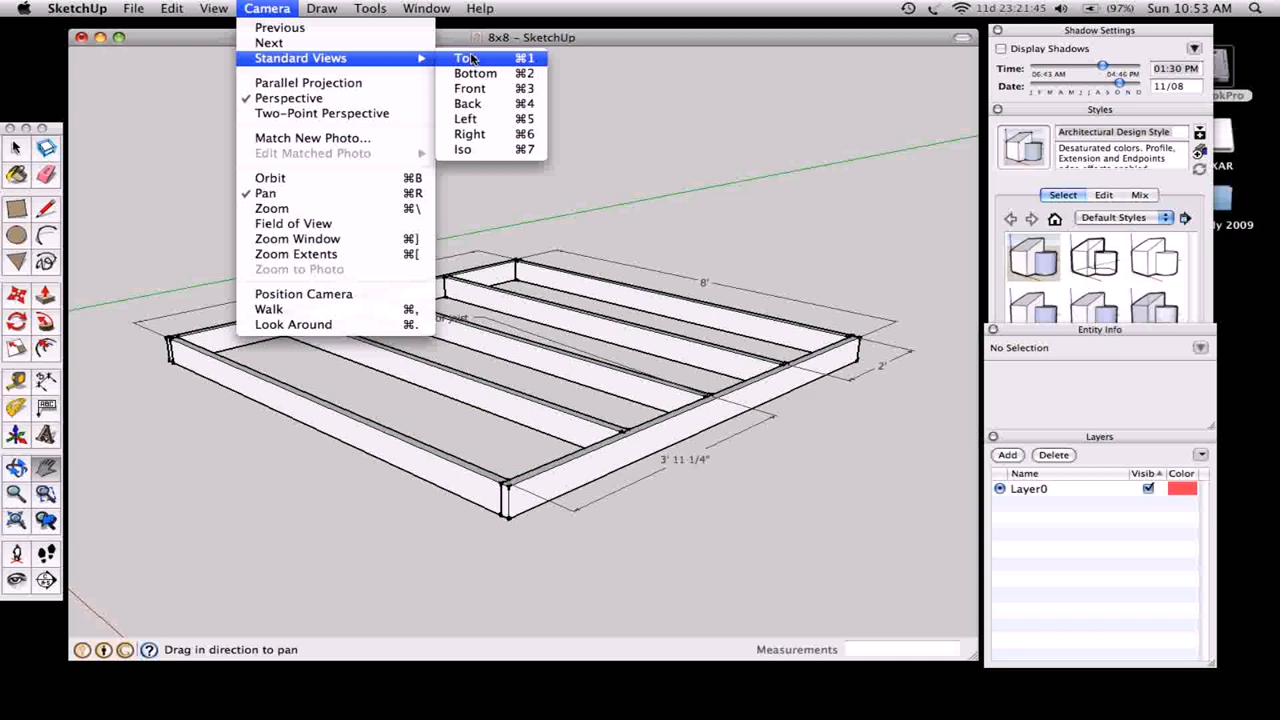 SketchUp File Edit View Camera Draw Tools Window Help 11d 23:21:45 (97%) Sun 10:53 AM
8x8 - SketchUp
Previous
Next
Standard Views
Parallel Projection
Perspective
Two-Point Perspective
Match New Photo...
Edit Matched Photo
Orbit ⌘B
Pan ⌘R
Zoom ⌘\
Field of View
Zoom Window ⌘]
Zoom Extents ⌘[
Zoom to Photo
Position Camera
Walk ⌘,
Look Around ⌘.
⌘1
Bottom ⌘2
Front ⌘3
Back ⌘4
Left ⌘5
Right ⌘6
Iso ⌘7
8'
joist
2'
3' 11 1/4"
Drag in direction to pan
Measurements
Shadow Settings
Display Shadows
Time: 06:43 AM 04:46 PM 01:30 PM
Date: J F M A M J J A S O N D 11/08
Styles
Architectural Design Style
Desaturated colors. Profile,
Extension and Endpoints
Select Edit Mix
Default Styles
Entity Info
No Selection
Layers
Add Delete
Name Visib Color
Layer0
okPro
KAR
ly 2009